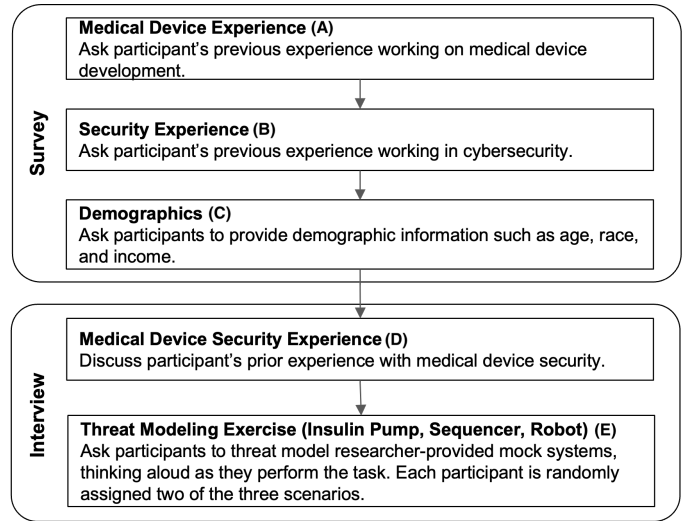 Survey
Medical Device Experience (A)
Ask participant's previous experience working on medical device
development.
Security Experience (B)
Ask participant's previous experience working in cybersecurity.
Demographics (C)
Ask participants to provide demographic information such as age, race,
and income.
Interview
Medical Device Security Experience (D)
Discuss participant's prior experience with medical device security.
Threat Modeling Exercise (Insulin Pump, Sequencer, Robot) (E)
Ask participants to threat model researcher-provided mock systems,
thinking aloud as they perform the task. Each participant is randomly
assigned two of the three scenarios.